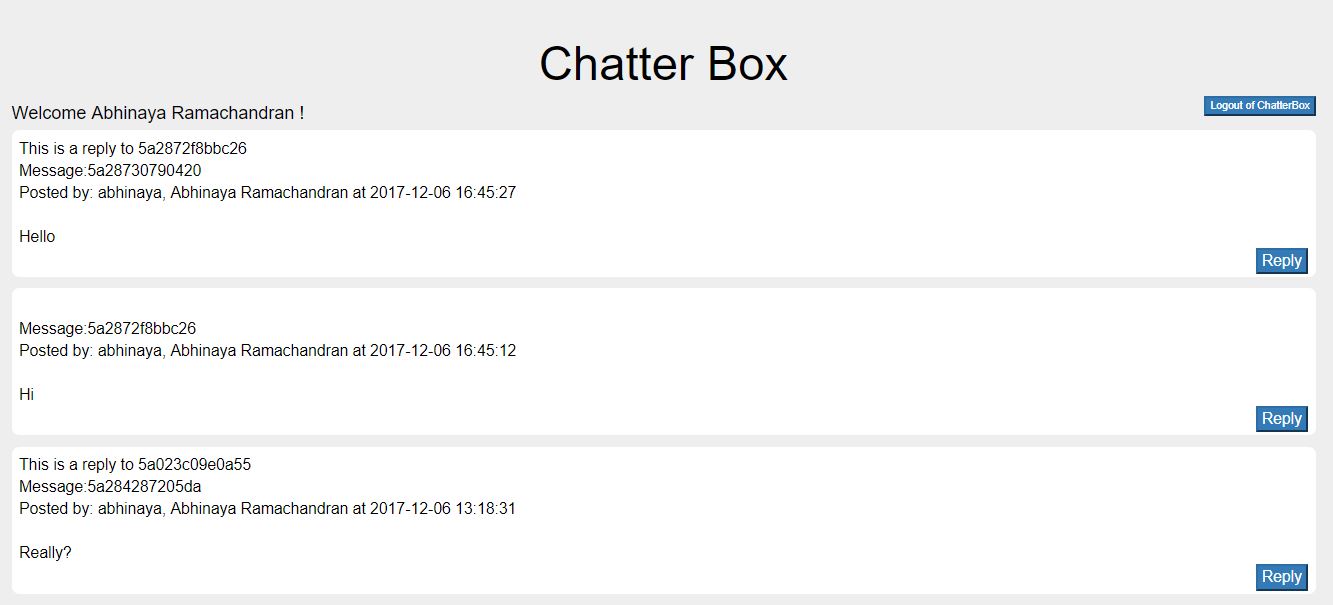 Chatter Box
Welcome Abhinaya Ramachandran !
Logout of ChatterBox
This is a reply to 5a2872f8bbc26
Message:5a28730790420
Posted by: abhinaya, Abhinaya Ramachandran at 2017-12-06 16:45:27
Hello
Reply
Message:5a2872f8bbc26
Posted by: abhinaya, Abhinaya Ramachandran at 2017-12-06 16:45:12
Hi
Reply
This is a reply to 5a023c09e0a55
Message:5a284287205da
Posted by: abhinaya, Abhinaya Ramachandran at 2017-12-06 13:18:31
Really?
Reply